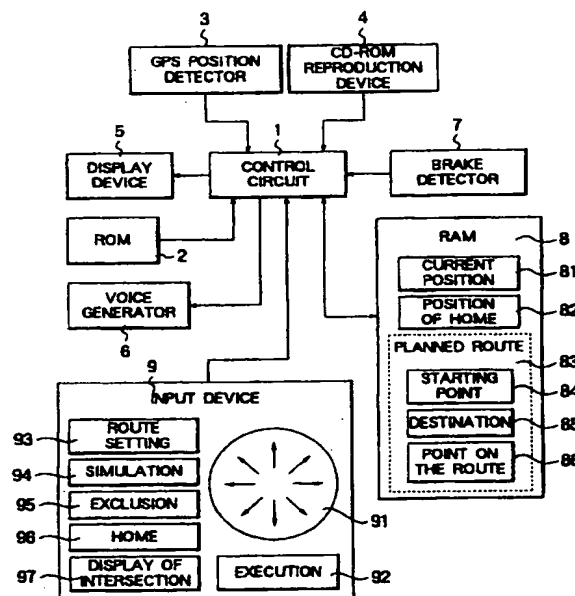 3
GPS POSITION
DETECTOR
4
CD-ROM
REPRODUCTION
DEVICE
5
DISPLAY
DEVICE
1
CONTROL
CIRCUIT
7
BRAKE
DETECTOR
ROM
2
VOICE
GENERATOR
6
RAM
8
CURRENT
POSITION
81
POSITION
OF HOME
82
PLANNED ROUTE
83
STARTING
POINT
84
DESTINATION
85
POINT ON
THE ROUTE
86
9
INPUT DEVICE
93
ROUTE
SETTING
94
SIMULATION
95
EXCLUSION
96
HOME
97
DISPLAY OF
INTERSECTION
91
EXECUTION
92